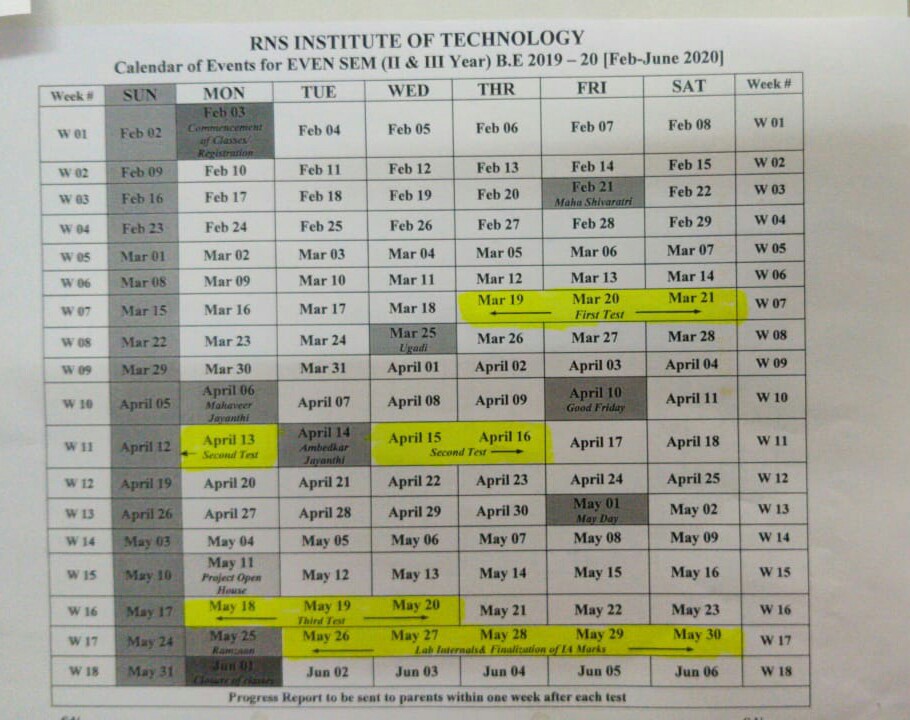 RNS INSTITUTE OF TECHNOLOGY
Calendar of Events for EVEN SEM (II & III Year) B.E 2019 – 20 [Feb-June 2020]
Week # SUN MON TUE WED THR FRI SAT Week #
W 01 Feb 02 Feb 03 Feb 04 Feb 05 Feb 06 Feb 07 Feb 08 W 01
Commencement
of Classes/
Registration
W 02 Feb 09 Feb 10 Feb 11 Feb 12 Feb 13 Feb 14 Feb 15 W 02
W 03 Feb 16 Feb 17 Feb 18 Feb 19 Feb 20 Feb 21 Feb 22 W 03
Maha Shivaratri
W 04 Feb 23 Feb 24 Feb 25 Feb 26 Feb 27 Feb 28 Feb 29 W 04
W 05 Mar 01 Mar 02 Mar 03 Mar 04 Mar 05 Mar 06 Mar 07 W 05
W 06 Mar 08 Mar 09 Mar 10 Mar 11 Mar 12 Mar 13 Mar 14 W 06
W 07 Mar 15 Mar 16 Mar 17 Mar 18 Mar 19 Mar 20 Mar 21 W 07
First Test
W 08 Mar 22 Mar 23 Mar 24 Mar 25 Mar 26 Mar 27 Mar 28 W 08
Ugadi
W 09 Mar 29 Mar 30 Mar 31 April 01 April 02 April 03 April 04 W 09
W 10 April 05 April 06 April 07 April 08 April 09 April 10 April 11 W 10
Mahaveer Good Friday
Jayanthi
W 11 April 12 April 13 April 14 April 15 April 16 April 17 April 18 W 11
Second Test Ambedkar Second Test
Jayanthi
W 12 April 19 April 20 April 21 April 22 April 23 April 24 April 25 W 12
W 13 April 26 April 27 April 28 April 29 April 30 May 01 May 02 W 13
May Day
W 14 May 03 May 04 May 05 May 06 May 07 May 08 May 09 W 14
W 15 May 10 May 11 May 12 May 13 May 14 May 15 May 16 W 15
Project Open
House
W 16 May 17 May 18 May 19 May 20 May 21 May 22 May 23 W 16
Third Test
W 17 May 24 May 25 May 26 May 27 May 28 May 29 May 30 W 17
Ramzaan Lab Internals& Finalization of IA Marks
W 18 May 31 Jun 01 Jun 02 Jun 03 Jun 04 Jun 05 Jun 06 W 18
Closure of classes
Progress Report to be sent to parents within one week after each test